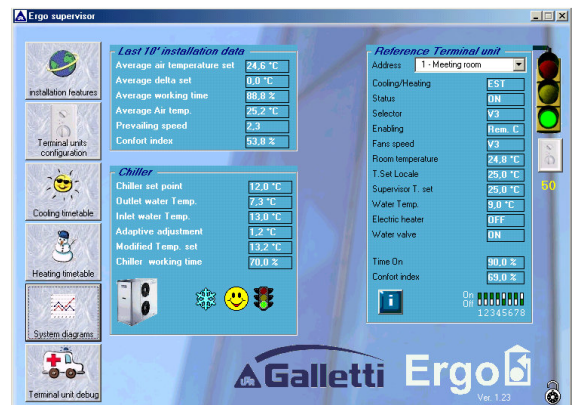 Ergo supervisor
installation features
Terminal units
configuration
Cooling timetable
Heating timetable
System diagrams
Terminal unit debug
Last 10' installation data
Average air temperature set 24,6 °C
Average delta set 0,0 °C
Average working time 88,8 %
Average Air temp. 25,2 °C
Prevailing speed 2,3
Confort index 53,8 %
Chiller
Chiller set point 12,0 °C
Outlet water Temp. 7,3 °C
Inlet water Temp. 13,0 °C
Adaptive adjustment 1,2 °C
Modified Temp. set 13,2 °C
Chiller working time 70,0 %
Reference Terminal unit
Address 1 - Meeting room
Cooling/Heating EST
Status ON
Selector V3
Enabling Rem. C
Fans speed V3
Room temperature 24,8 °C
T.Set Locale 25,0 °C
Supervisor T. set 25,0 °C
Water Temp. 9,0 °C
Electric heater OFF
Water valve ON
Time On 90,0 %
Confort index 69,0 %
i
On
Off
12345678
50
Galletti Ergo
Ver. 1.23